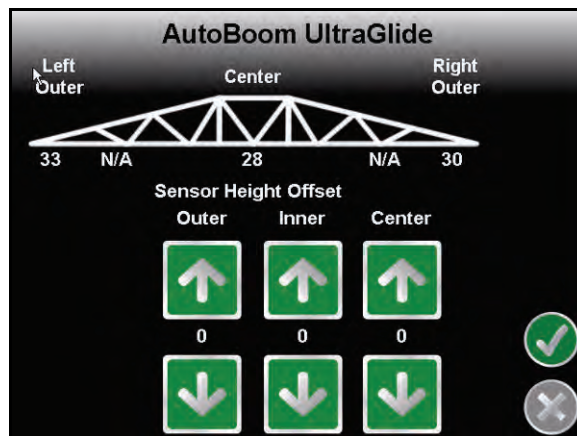 AutoBoom UltraGlide
Left Center Right
Outer Outer
33 N/A 28 N/A 30
Sensor Height Offset
Outer Inner Center
0 0 0